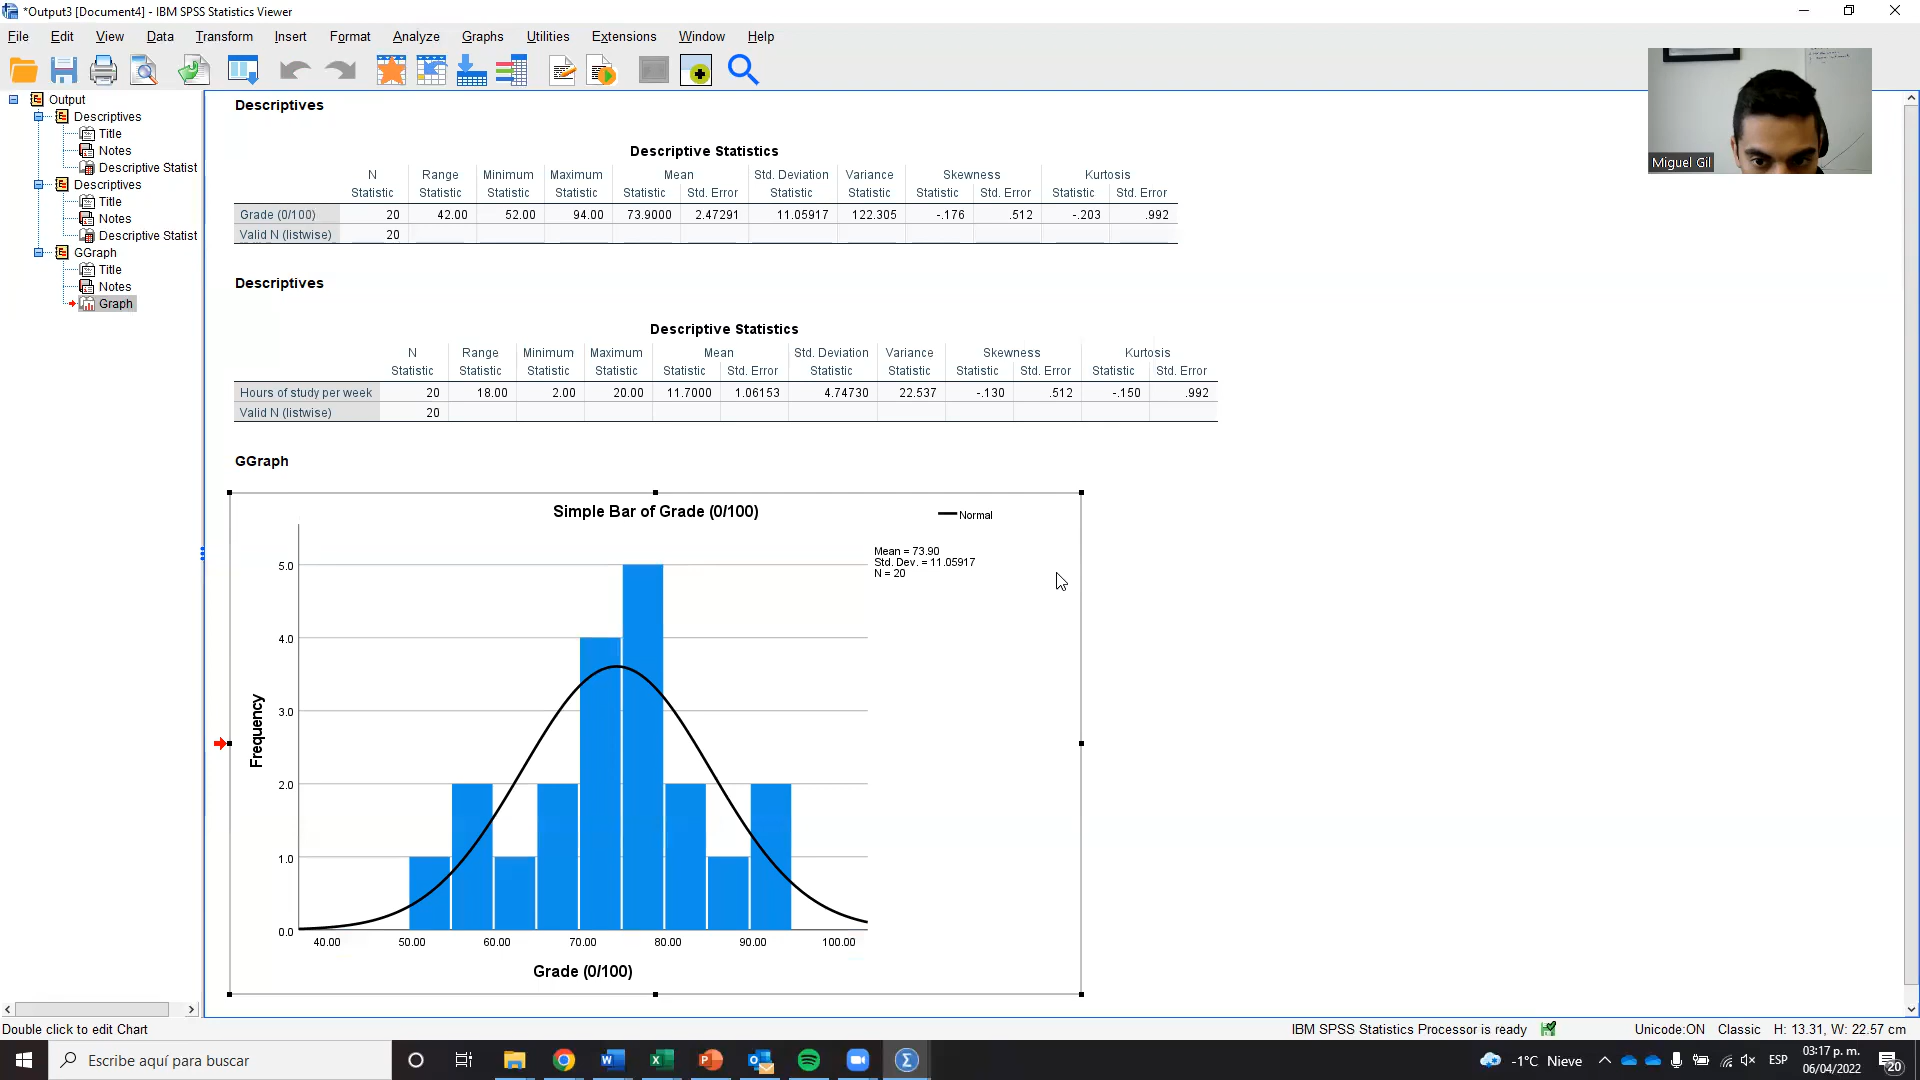 *Output3 [Document4] - IBM SPSS Statistics Viewer
File Edit View Data Transform Insert Format Analyze Graphs Utilities Extensions Window Help
Output
Descriptives
Title
Notes
Descriptive Statist
Descriptives
Title
Notes
Descriptive Statist
GGraph
Title
Notes
Graph
Miguel Gil
Descriptives
Descriptive Statistics
N Range Minimum Maximum Mean Std. Deviation Variance Skewness Kurtosis
Statistic Statistic Statistic Statistic Statistic Std. Error Statistic Statistic Statistic Std. Error Statistic Std. Error
Grade (0/100) 20 42.00 52.00 94.00 73.9000 2.47291 11.05917 122.305 -.176 .512 -.203 .992
Valid N (listwise) 20
Descriptives
Descriptive Statistics
N Range Minimum Maximum Mean Std. Deviation Variance Skewness Kurtosis
Statistic Statistic Statistic Statistic Statistic Std. Error Statistic Statistic Statistic Std. Error Statistic Std. Error
Hours of study per week 20 18.00 2.00 20.00 11.7000 1.06153 4.74730 22.537 -.130 .512 -.150 .992
Valid N (listwise) 20
GGraph
Simple Bar of Grade (0/100)
Normal
Mean = 73.90
Std. Dev. = 11.05917
N = 20
5.0
4.0
3.0
2.0
1.0
0.0
Frequency
40.00 50.00 60.00 70.00 80.00 90.00 100.00
Grade (0/100)
Double click to edit Chart
IBM SPSS Statistics Processor is ready
Unicode:ON Classic H: 13.31, W: 22.57 cm
Escribe aquí para buscar
-1°C Nieve
ESP
03:17 p. m.
06/04/2022
20